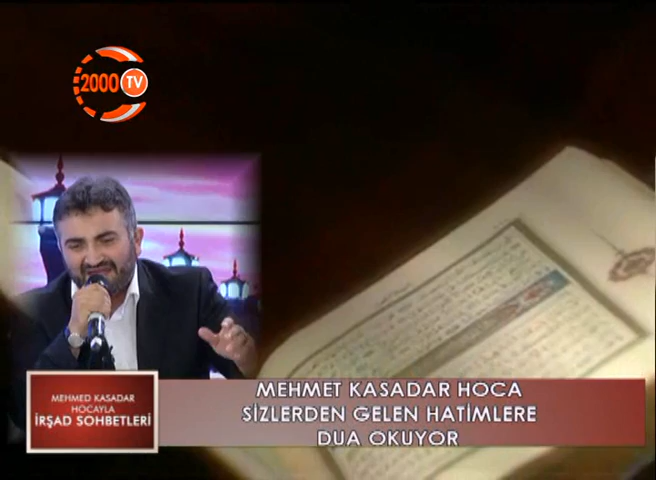 2000 TV
MEHMED KASADAR
HOCAYLA
İRŞAD SOHBETLERİ
MEHMET KASADAR HOCA
SİZLERDEN GELEN HATİMLERE
DUA OKUYOR